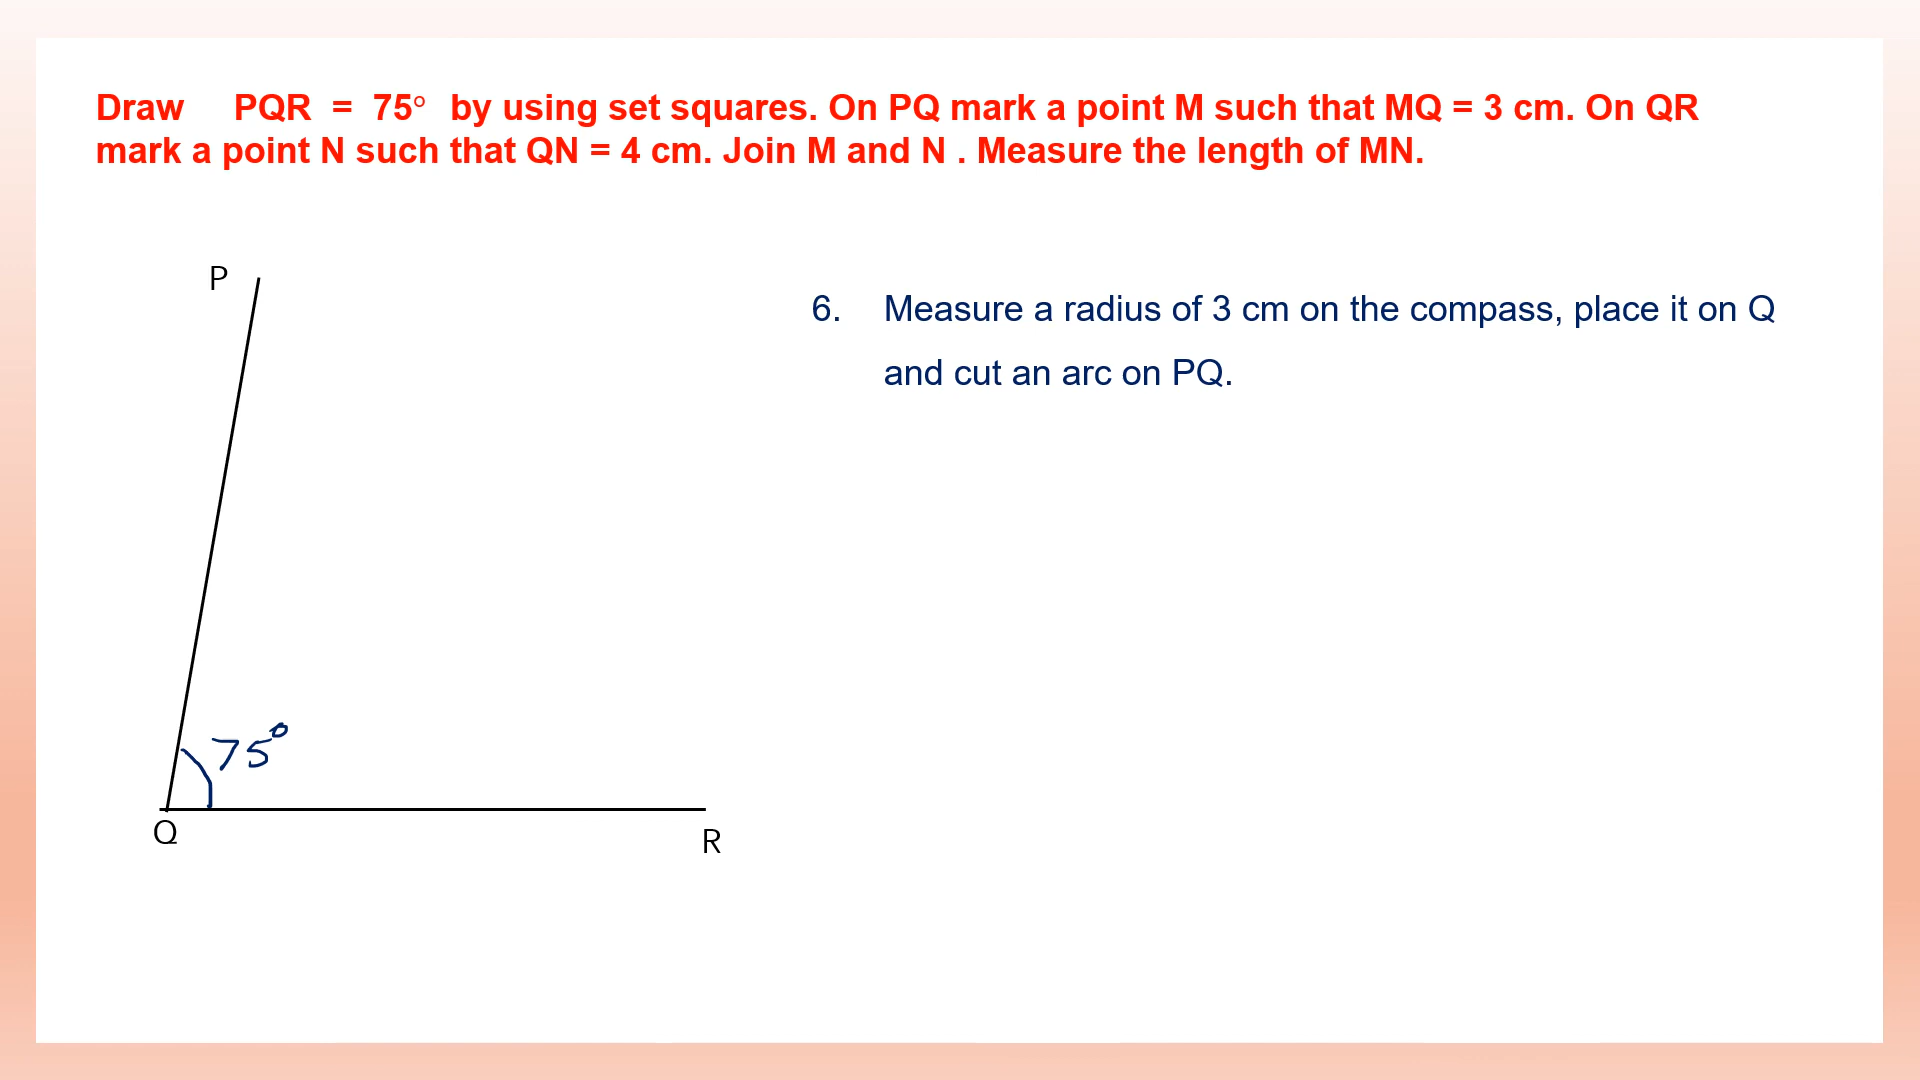 Draw PQR = 75° by using set squares. On PQ mark a point M such that MQ = 3 cm. On QR
mark a point N such that QN = 4 cm. Join M and N . Measure the length of MN.
P
6. Measure a radius of 3 cm on the compass, place it on Q
and cut an arc on PQ.
75°
Q
R